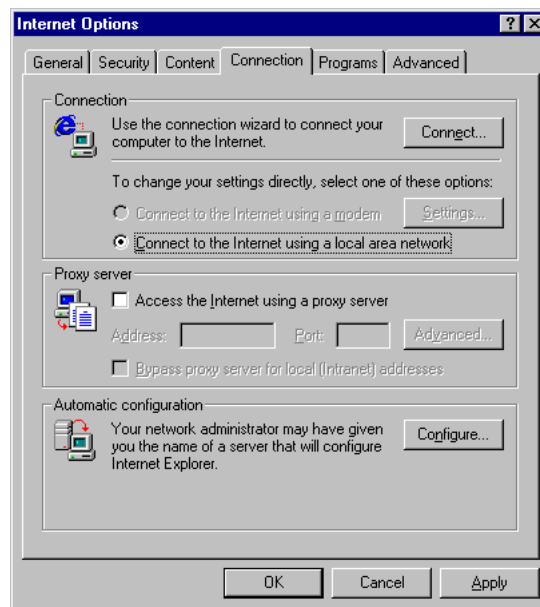 Internet Options
General Security Content Connection Programs Advanced
Connection
Use the connection wizard to connect your
computer to the Internet.
Connect...
To change your settings directly, select one of these options:
Connect to the Internet using a modem
Settings...
Connect to the Internet using a local area network
Proxy server
Access the Internet using a proxy server
Address: Port: Advanced...
Bypass proxy server for local (Intranet) addresses
Automatic configuration
Your network administrator may have given
you the name of a server that will configure
Internet Explorer.
Configure...
OK Cancel Apply